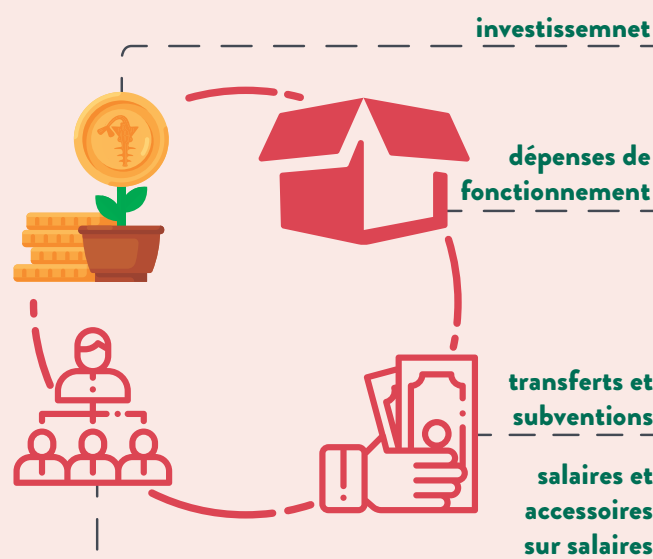 investissemnet
dépenses de
fonctionnement
transferts et
subventions
salaires et
accessoires
sur salaires